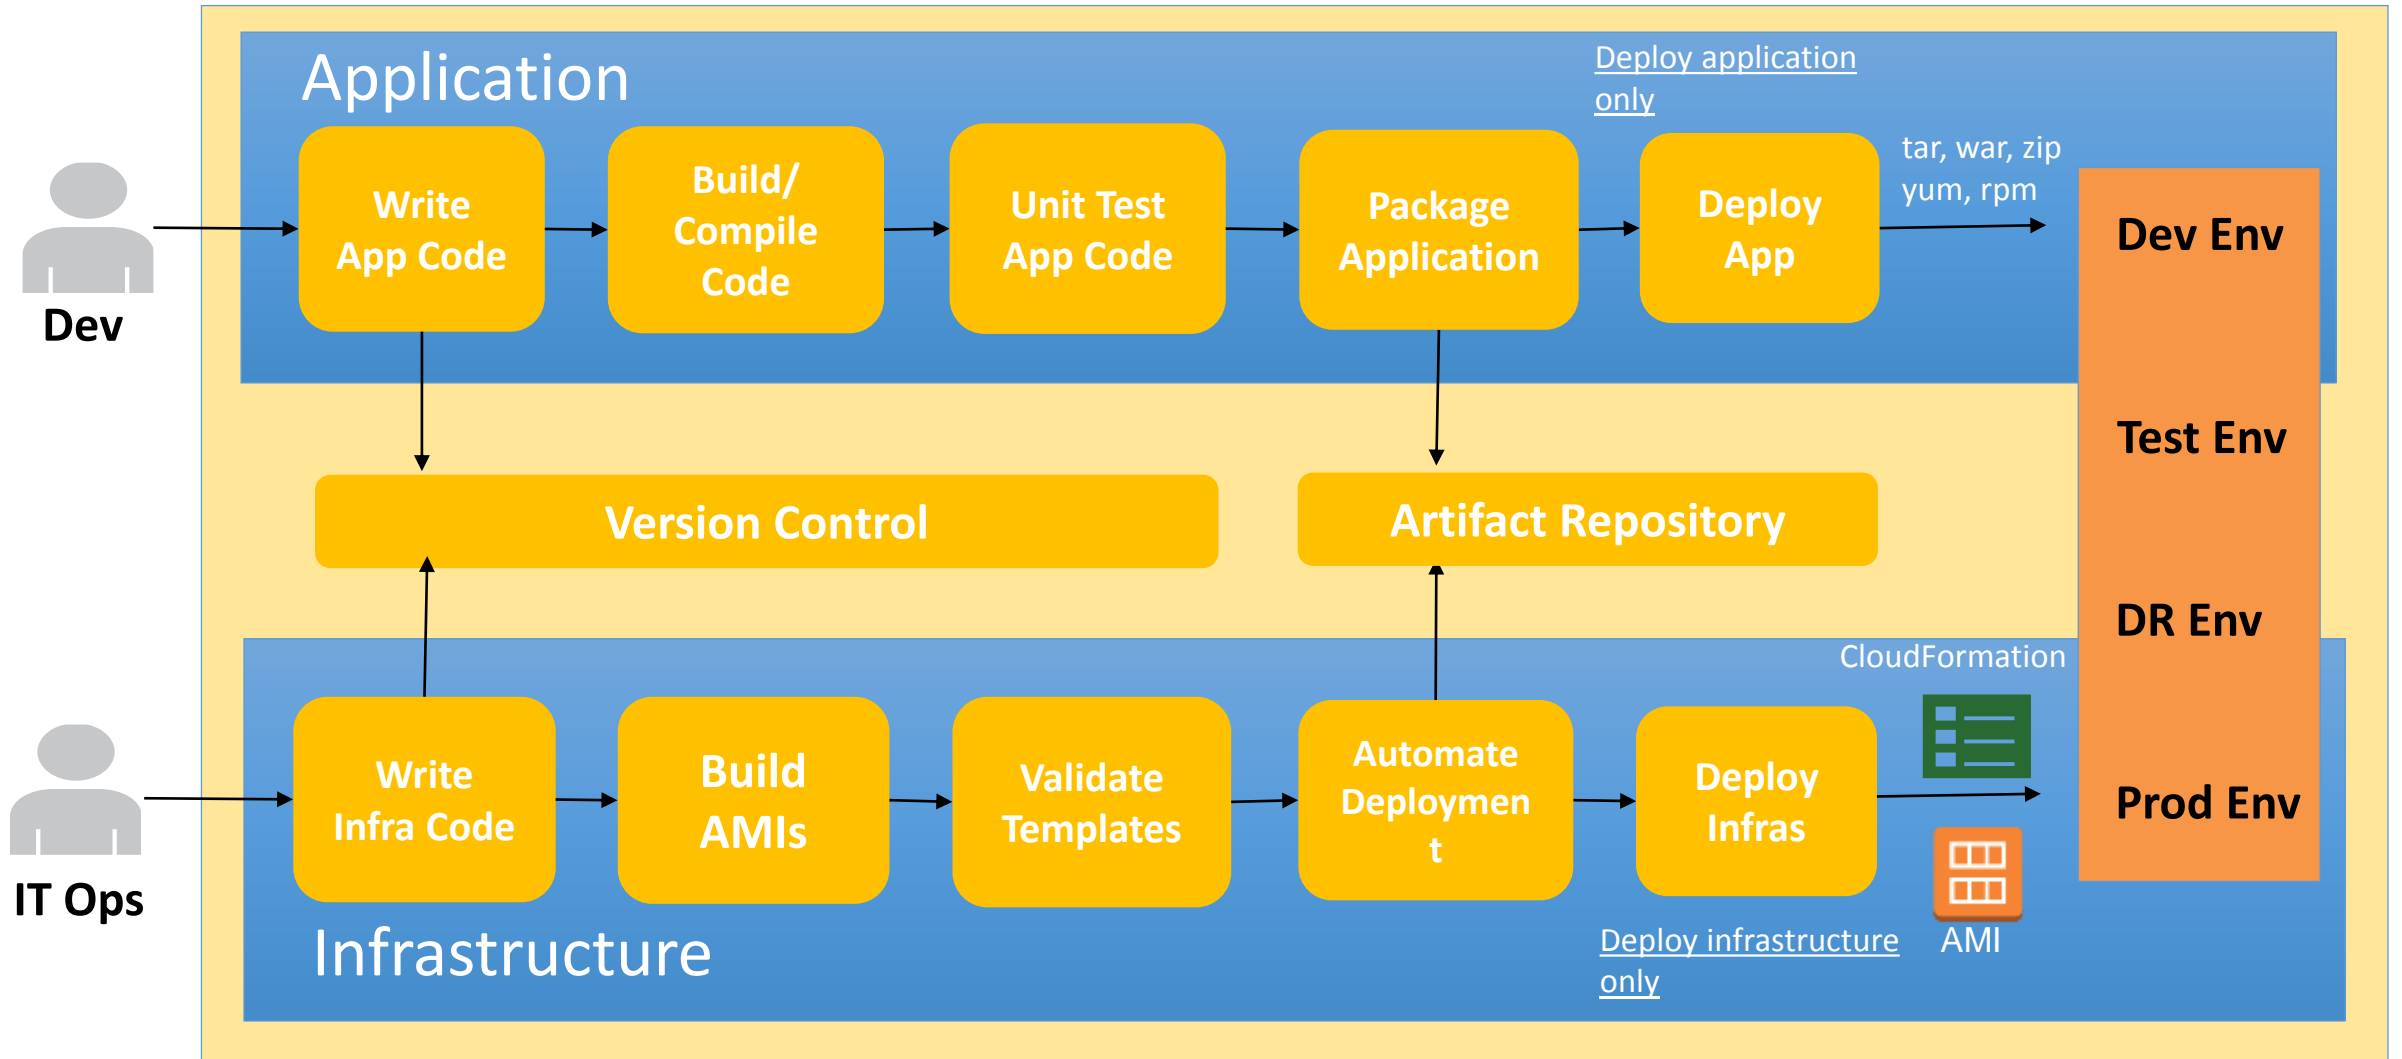 Application
Deploy application
only
Write
App Code
Build/
Compile
Code
Unit Test
App Code
Package
Application
Deploy
App
tar, war, zip
yum, rpm
Dev
Dev Env
Test Env
DR Env
Prod Env
Version Control
Artifact Repository
CloudFormation
Write
Infra Code
Build
AMIs
Validate
Templates
Automate
Deploymen
t
Deploy
Infras
IT Ops
Infrastructure
Deploy infrastructure
only
AMI